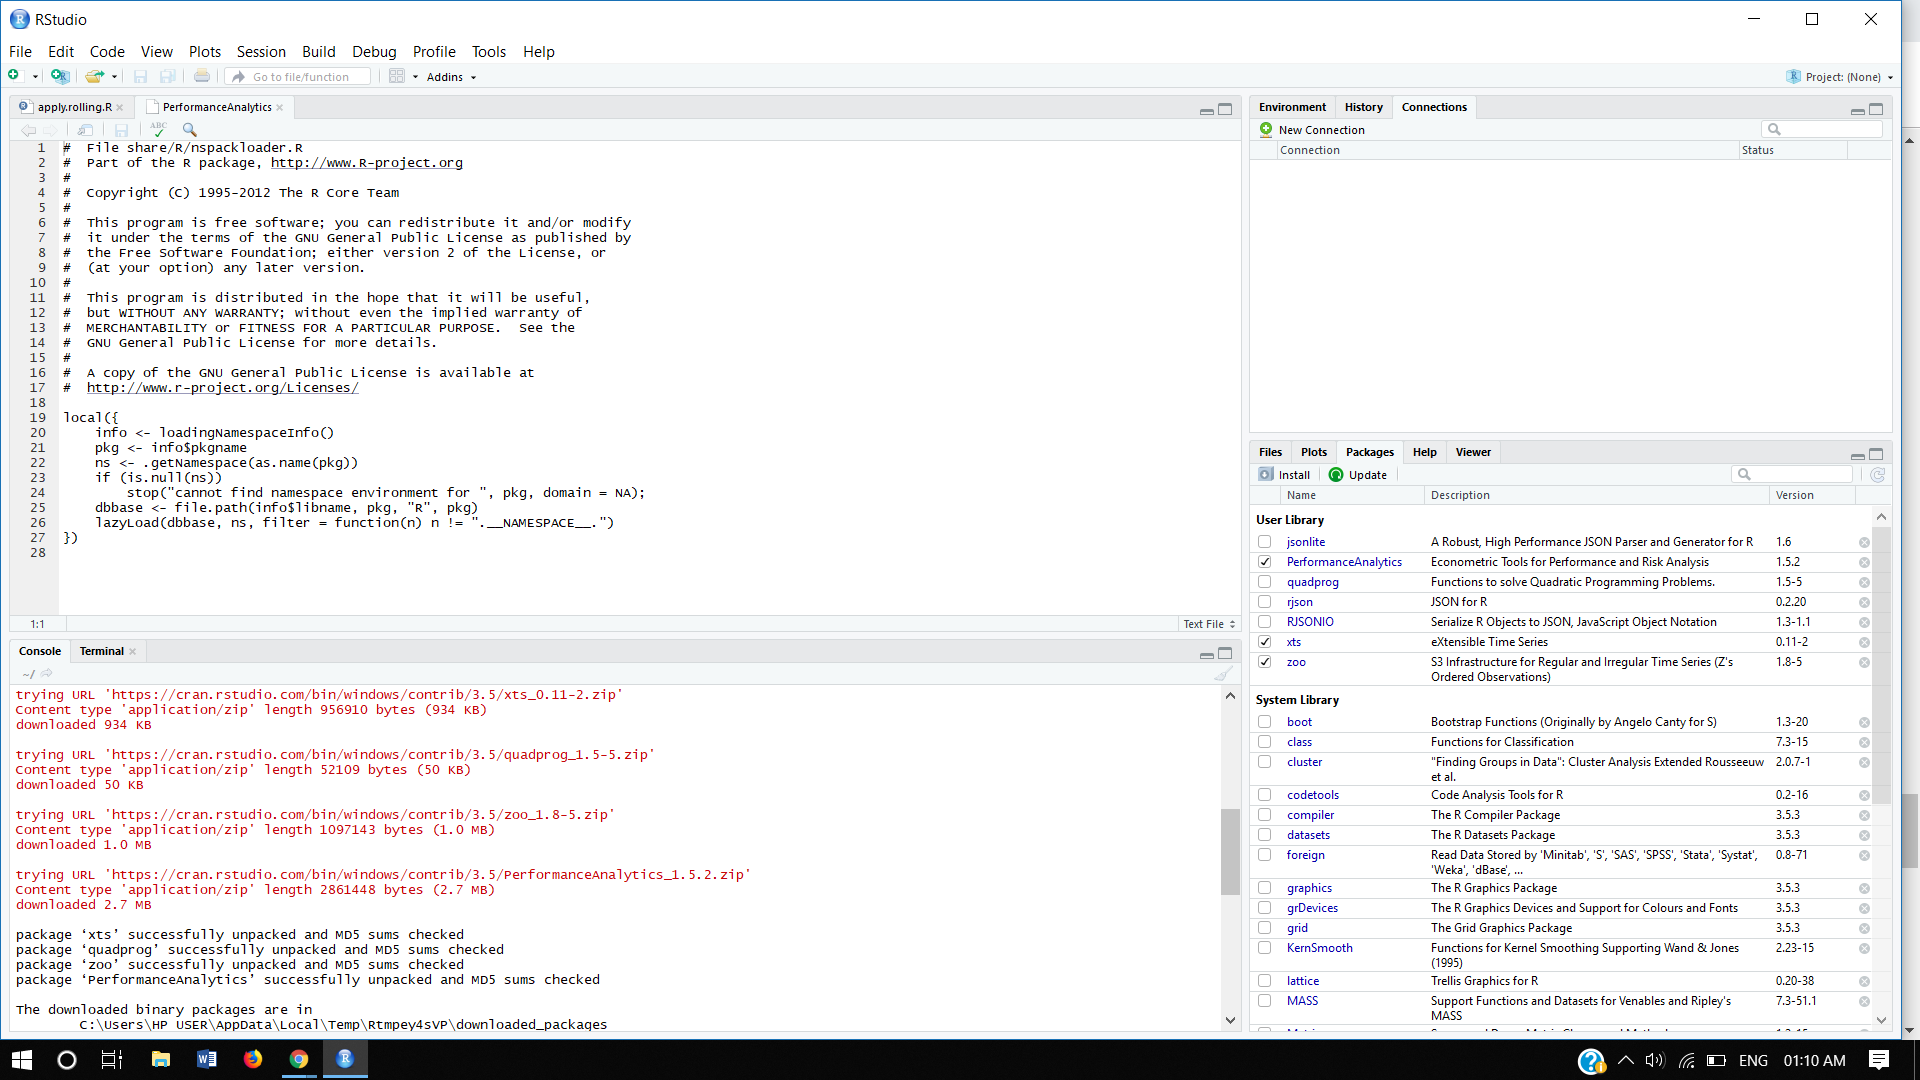 RStudio
File Edit Code View Plots Session Build Debug Profile Tools Help
Go to file/function Addins Project: (None)
apply.rolling.R PerformanceAnalytics
ABC
1 # File share/R/nspackloader.R
2 # Part of the R package, http://www.R-project.org
3 #
4 # Copyright (C) 1995-2012 The R Core Team
5 #
6 # This program is free software; you can redistribute it and/or modify
7 # it under the terms of the GNU General Public License as published by
8 # the Free Software Foundation; either version 2 of the License, or
9 # (at your option) any later version.
10 #
11 # This program is distributed in the hope that it will be useful,
12 # but WITHOUT ANY WARRANTY; without even the implied warranty of
13 # MERCHANTABILITY or FITNESS FOR A PARTICULAR PURPOSE. See the
14 # GNU General Public License for more details.
15 #
16 # A copy of the GNU General Public License is available at
17 # http://www.r-project.org/Licenses/
18
19 local({
20 info <- loadingNamespaceInfo()
21 pkg <- info$pkgname
22 ns <- .getNamespace(as.name(pkg))
23 if (is.null(ns))
24 stop("cannot find namespace environment for ", pkg, domain = NA);
25 dbbase <- file.path(info$libname, pkg, "R", pkg)
26 lazyLoad(dbbase, ns, filter = function(n) n != ".__NAMESPACE__.")
27 })
28
1:1 Text File
Console Terminal
~/
trying URL 'https://cran.rstudio.com/bin/windows/contrib/3.5/xts_0.11-2.zip'
Content type 'application/zip' length 956910 bytes (934 KB)
downloaded 934 KB
trying URL 'https://cran.rstudio.com/bin/windows/contrib/3.5/quadprog_1.5-5.zip'
Content type 'application/zip' length 52109 bytes (50 KB)
downloaded 50 KB
trying URL 'https://cran.rstudio.com/bin/windows/contrib/3.5/zoo_1.8-5.zip'
Content type 'application/zip' length 1097143 bytes (1.0 MB)
downloaded 1.0 MB
trying URL 'https://cran.rstudio.com/bin/windows/contrib/3.5/PerformanceAnalytics_1.5.2.zip'
Content type 'application/zip' length 2861448 bytes (2.7 MB)
downloaded 2.7 MB
package ‘xts’ successfully unpacked and MD5 sums checked
package ‘quadprog’ successfully unpacked and MD5 sums checked
package ‘zoo’ successfully unpacked and MD5 sums checked
package ‘PerformanceAnalytics’ successfully unpacked and MD5 sums checked
The downloaded binary packages are in
C:\Users\HP USER\AppData\Local\Temp\Rtmpey4sVP\downloaded_packages
Environment History Connections
New Connection
Connection Status
Files Plots Packages Help Viewer
Install Update
Name Description Version
User Library
jsonlite A Robust, High Performance JSON Parser and Generator for R 1.6
PerformanceAnalytics Econometric Tools for Performance and Risk Analysis 1.5.2
quadprog Functions to solve Quadratic Programming Problems. 1.5-5
rjson JSON for R 0.2.20
RJSONIO Serialize R Objects to JSON, JavaScript Object Notation 1.3-1.1
xts eXtensible Time Series 0.11-2
zoo S3 Infrastructure for Regular and Irregular Time Series (Z's 1.8-5
Ordered Observations)
System Library
boot Bootstrap Functions (Originally by Angelo Canty for S) 1.3-20
class Functions for Classification 7.3-15
cluster "Finding Groups in Data": Cluster Analysis Extended Rousseeuw 2.0.7-1
et al.
codetools Code Analysis Tools for R 0.2-16
compiler The R Compiler Package 3.5.3
datasets The R Datasets Package 3.5.3
foreign Read Data Stored by 'Minitab', 'S', 'SAS', 'SPSS', 'Stata', 'Systat', 0.8-71
'Weka', 'dBase', ...
graphics The R Graphics Package 3.5.3
grDevices The R Graphics Devices and Support for Colours and Fonts 3.5.3
grid The Grid Graphics Package 3.5.3
KernSmooth Functions for Kernel Smoothing Supporting Wand & Jones 2.23-15
(1995)
lattice Trellis Graphics for R 0.20-38
MASS Support Functions and Datasets for Venables and Ripley's 7.3-51.1
MASS
ENG 01:10 AM